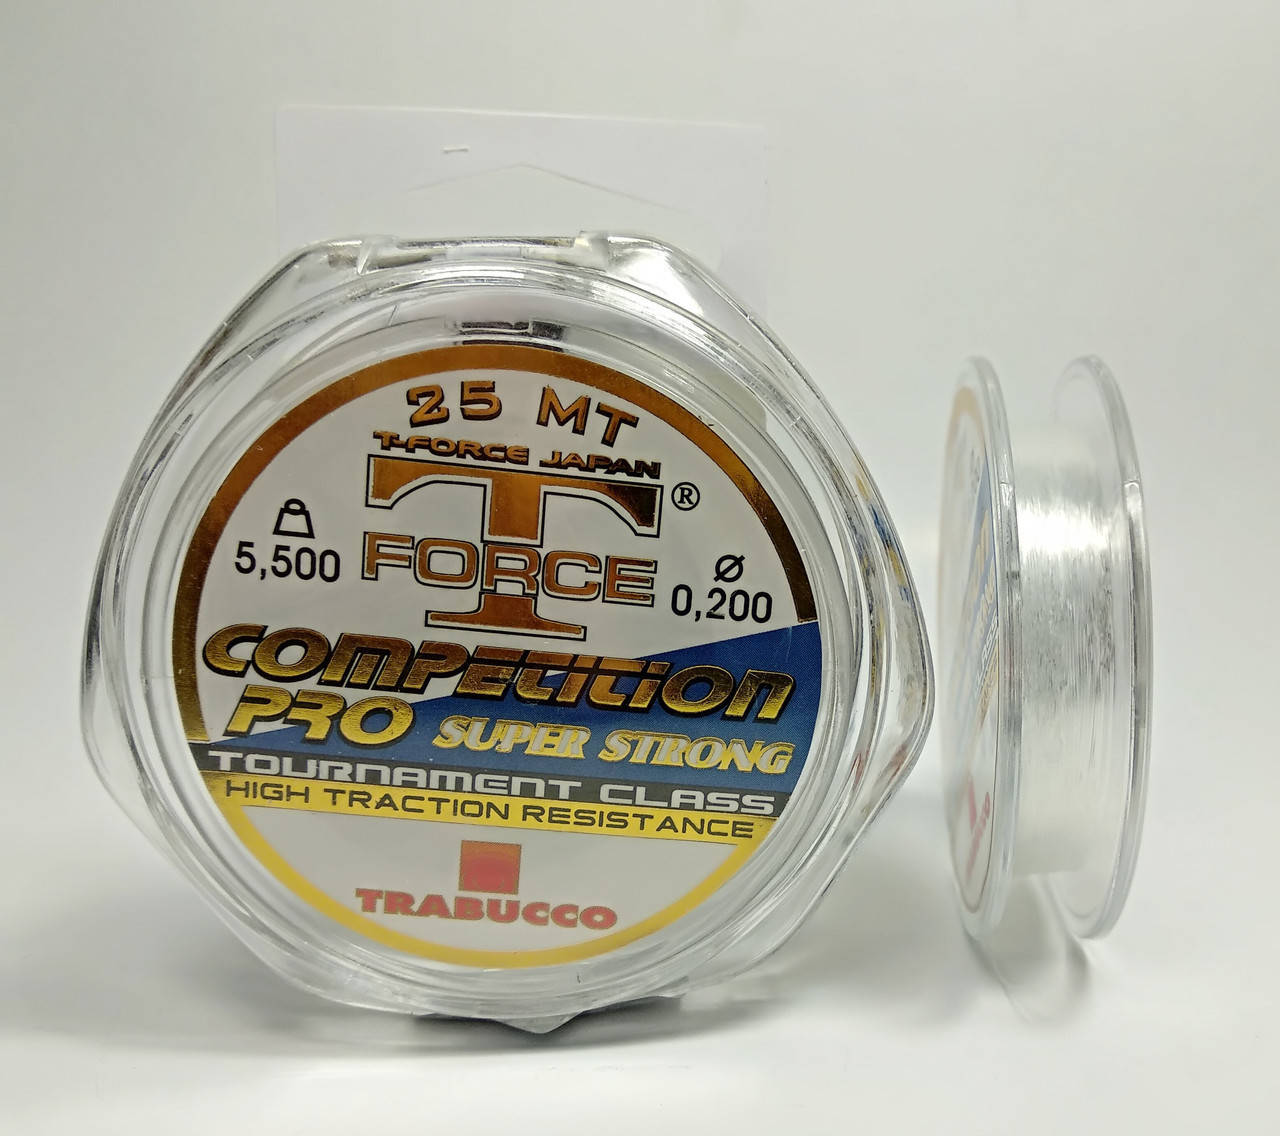 25 MT
T-FORCE JAPAN
T ®
FORCE
5,500
Ø
0,200
COMPETITION
PRO SUPER STRONG
TOURNAMENT CLASS
HIGH TRACTION RESISTANCE
TRABUCCO